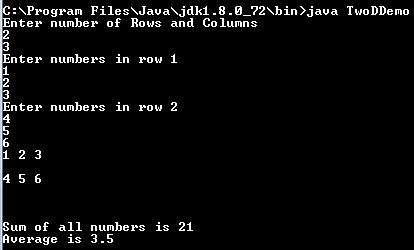 C:\Program Files\Java\jdk1.8.0_72\bin>java TwoDDemo
Enter number of Rows and Columns
2
3
Enter numbers in row 1
1
2
3
Enter numbers in row 2
4
5
6
1 2 3
4 5 6
Sum of all numbers is 21
Average is 3.5